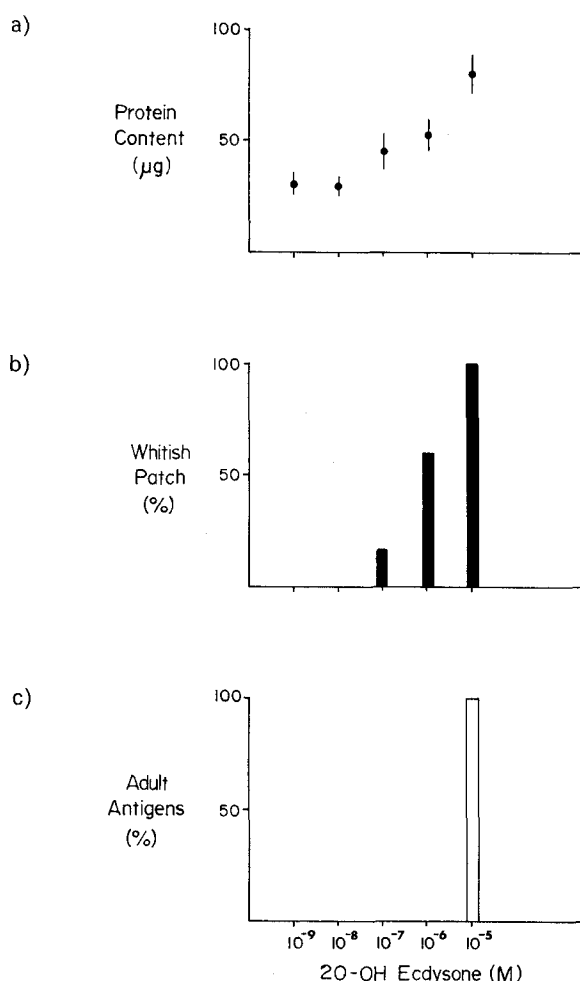 a)
100
Protein
Content
(µg)
50
b)
100
Whitish
Patch
(%)
50
c)
100
Adult
Antigens
(%)
50
10⁻⁹ 10⁻⁸ 10⁻⁷ 10⁻⁶ 10⁻⁵
20-OH Ecdysone (M)